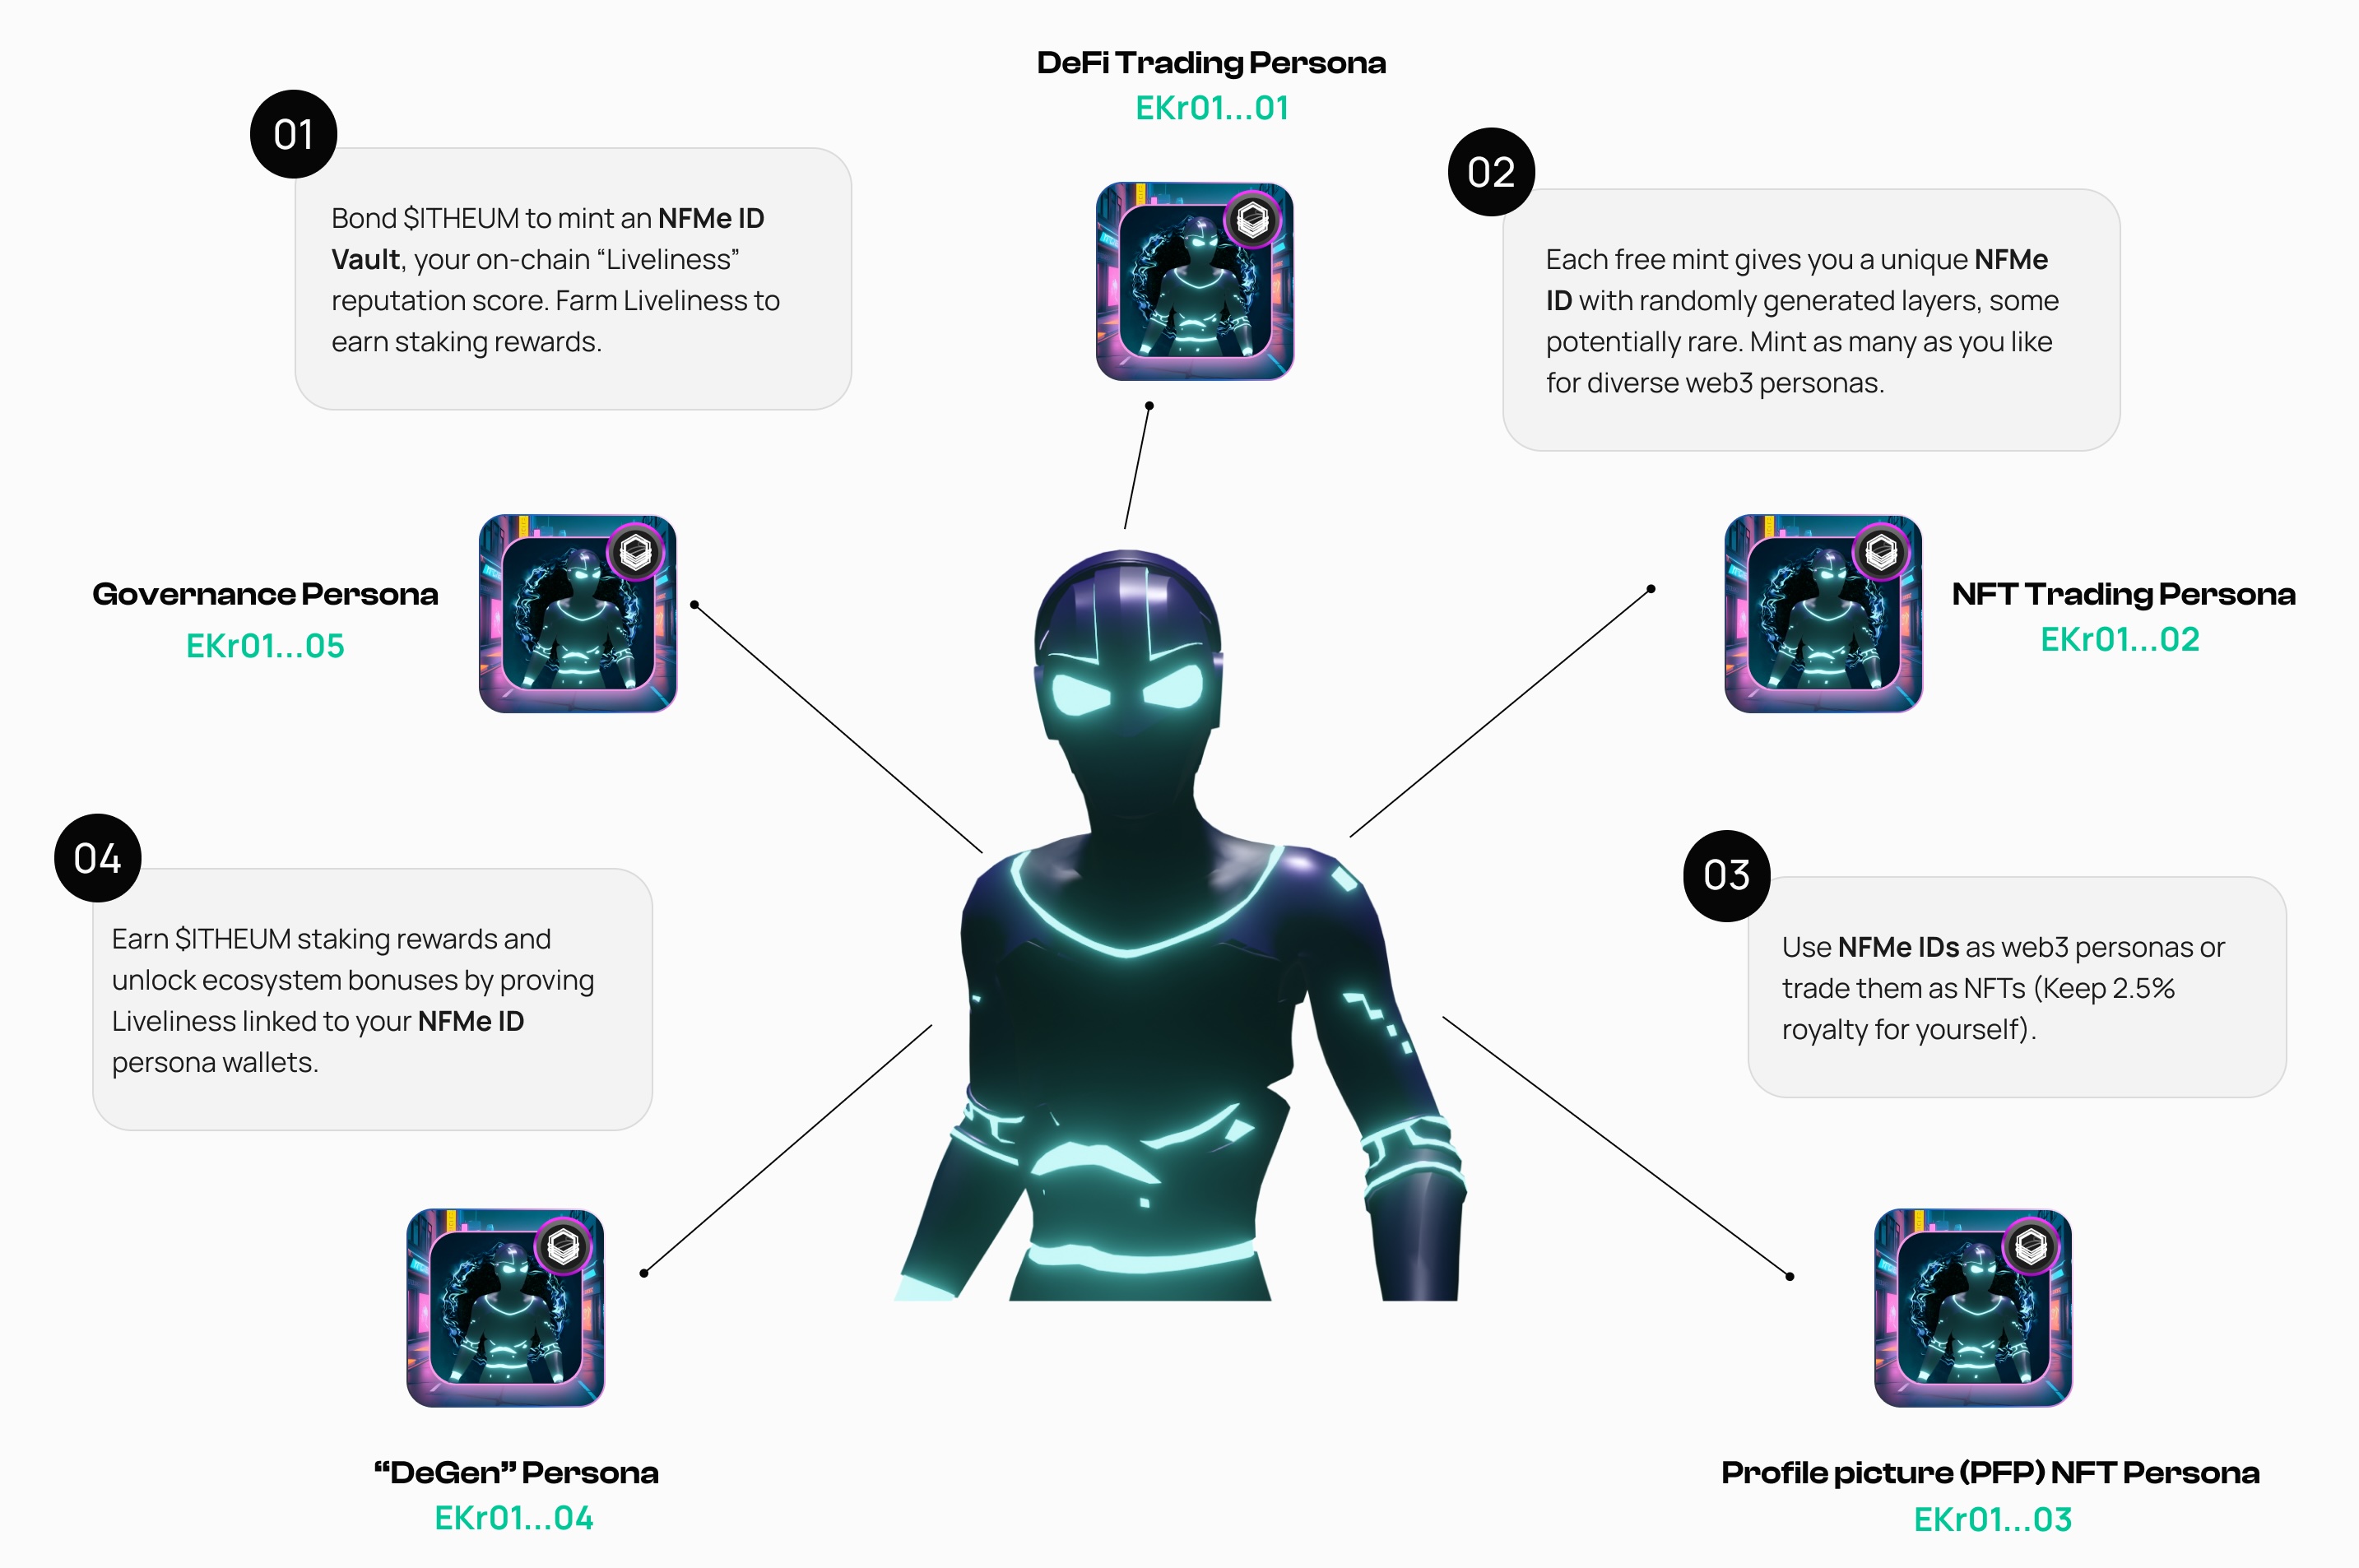 DeFi Trading Persona
EKr01...01
01
Bond $ITHEUM to mint an NFMe ID
Vault, your on-chain “Liveliness”
reputation score. Farm Liveliness to
earn staking rewards.
02
Each free mint gives you a unique NFMe
ID with randomly generated layers, some
potentially rare. Mint as many as you like
for diverse web3 personas.
Governance Persona
EKr01...05
NFT Trading Persona
EKr01...02
04
Earn $ITHEUM staking rewards and
unlock ecosystem bonuses by proving
Liveliness linked to your NFMe ID
persona wallets.
03
Use NFMe IDs as web3 personas or
trade them as NFTs (Keep 2.5%
royalty for yourself).
“DeGen” Persona
EKr01...04
Profile picture (PFP) NFT Persona
EKr01...03